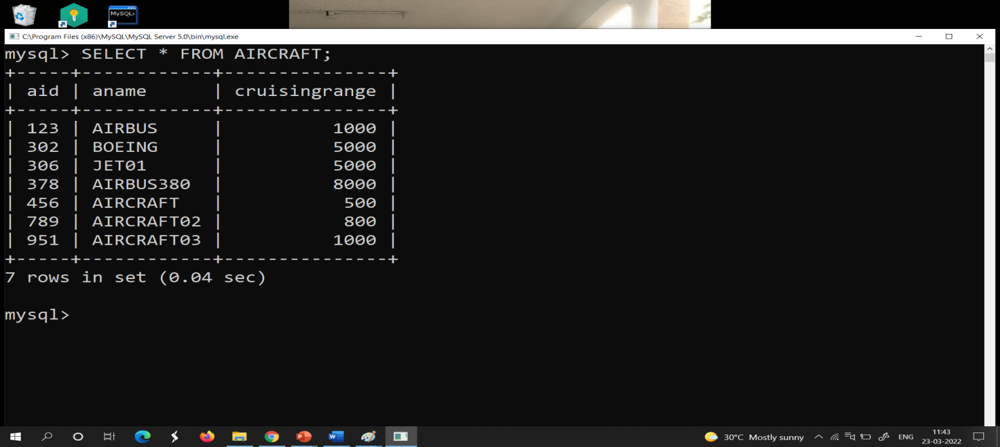 MySQL>
C:\Program Files (x86)\MySQL\MySQL Server 5.0\bin\mysql.exe
mysql> SELECT * FROM AIRCRAFT;
+-----+------------+---------------+
| aid | aname      | cruisingrange |
+-----+------------+---------------+
| 123 | AIRBUS     |          1000 |
| 302 | BOEING     |          5000 |
| 306 | JET01      |          5000 |
| 378 | AIRBUS380  |          8000 |
| 456 | AIRCRAFT   |           500 |
| 789 | AIRCRAFT02 |           800 |
| 951 | AIRCRAFT03 |          1000 |
+-----+------------+---------------+
7 rows in set (0.04 sec)
mysql>
30°C Mostly sunny
ENG
11:43
23-03-2022